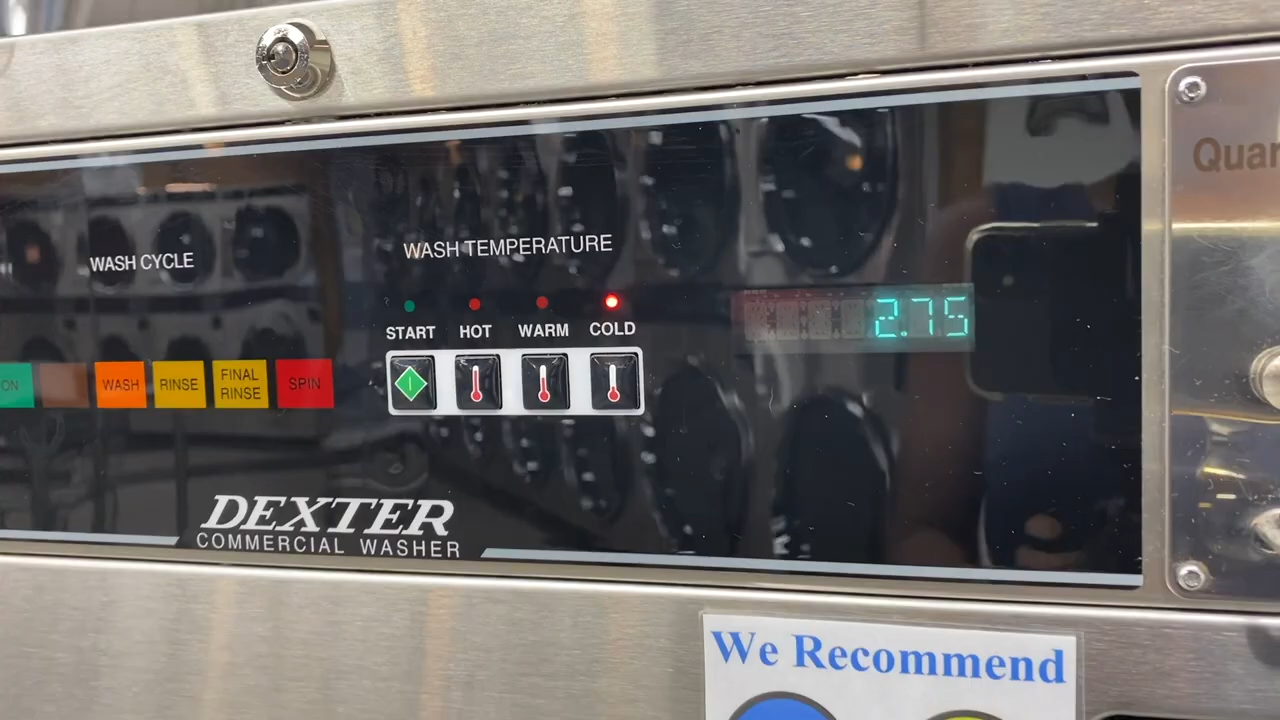 WASH CYCLE
WASH TEMPERATURE
2.75
START HOT WARM COLD
ON WASH RINSE FINAL RINSE SPIN
DEXTER
COMMERCIAL WASHER
Quar
We Recommend